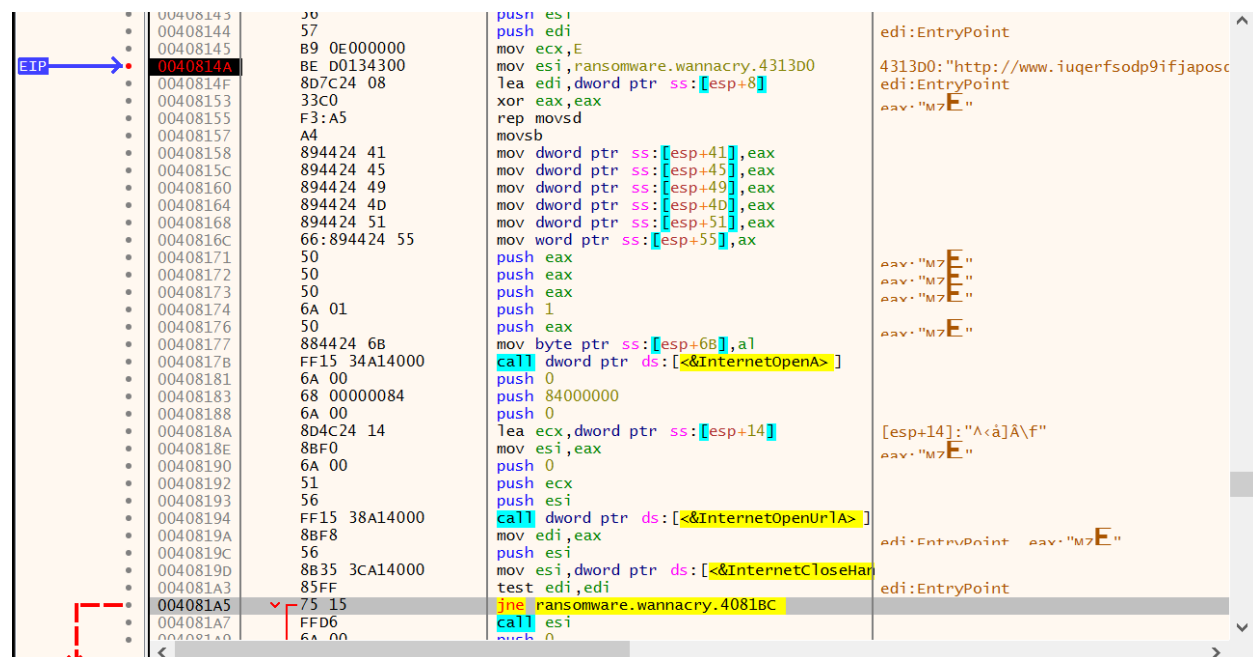 00408143 56 push esi
00408144 57 push edi edi:EntryPoint
00408145 B9 0E000000 mov ecx,E
EIP 0040814A BE D0134300 mov esi,ransomware.wannacry.4313D0 4313D0:"http://www.iuqerfsodp9ifjaposd
0040814F 8D7C24 08 lea edi,dword ptr ss:[esp+8] edi:EntryPoint
00408153 33C0 xor eax,eax eax:"MZE"
00408155 F3:A5 rep movsd
00408157 A4 movsb
00408158 894424 41 mov dword ptr ss:[esp+41],eax
0040815C 894424 45 mov dword ptr ss:[esp+45],eax
00408160 894424 49 mov dword ptr ss:[esp+49],eax
00408164 894424 4D mov dword ptr ss:[esp+4D],eax
00408168 894424 51 mov dword ptr ss:[esp+51],eax
0040816C 66:894424 55 mov word ptr ss:[esp+55],ax
00408171 50 push eax eax:"MZE"
00408172 50 push eax eax:"MZE"
00408173 50 push eax eax:"MZE"
00408174 6A 01 push 1
00408176 50 push eax eax:"MZE"
00408177 884424 6B mov byte ptr ss:[esp+6B],al
0040817B FF15 34A14000 call dword ptr ds:[<&InternetOpenA>]
00408181 6A 00 push 0
00408183 68 00000084 push 84000000
00408188 6A 00 push 0
0040818A 8D4C24 14 lea ecx,dword ptr ss:[esp+14] [esp+14]:"^‹å]Â\f"
0040818E 8BF0 mov esi,eax eax:"MZE"
00408190 6A 00 push 0
00408192 51 push ecx
00408193 56 push esi
00408194 FF15 38A14000 call dword ptr ds:[<&InternetOpenUrlA>]
0040819A 8BF8 mov edi,eax edi:EntryPoint eax:"MZE"
0040819C 56 push esi
0040819D 8B35 3CA14000 mov esi,dword ptr ds:[<&InternetCloseHan
004081A3 85FF test edi,edi edi:EntryPoint
004081A5 75 15 jne ransomware.wannacry.4081BC
004081A7 FFD6 call esi
004081A9 6A 00 push 0